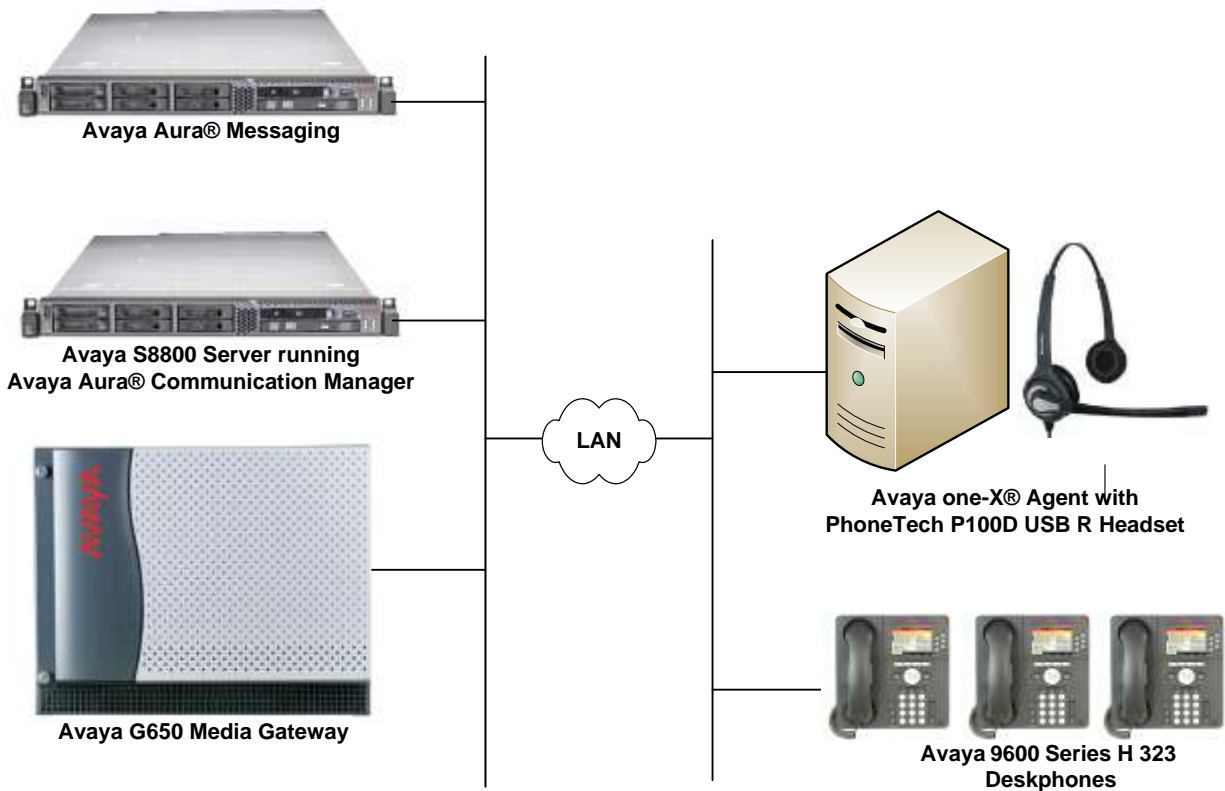 Avaya Aura® Messaging
Avaya S8800 Server running
Avaya Aura® Communication Manager
AVAYA
Avaya G650 Media Gateway
LAN
Avaya one-X® Agent with
PhoneTech P100D USB R Headset
Avaya 9600 Series H 323
Deskphones